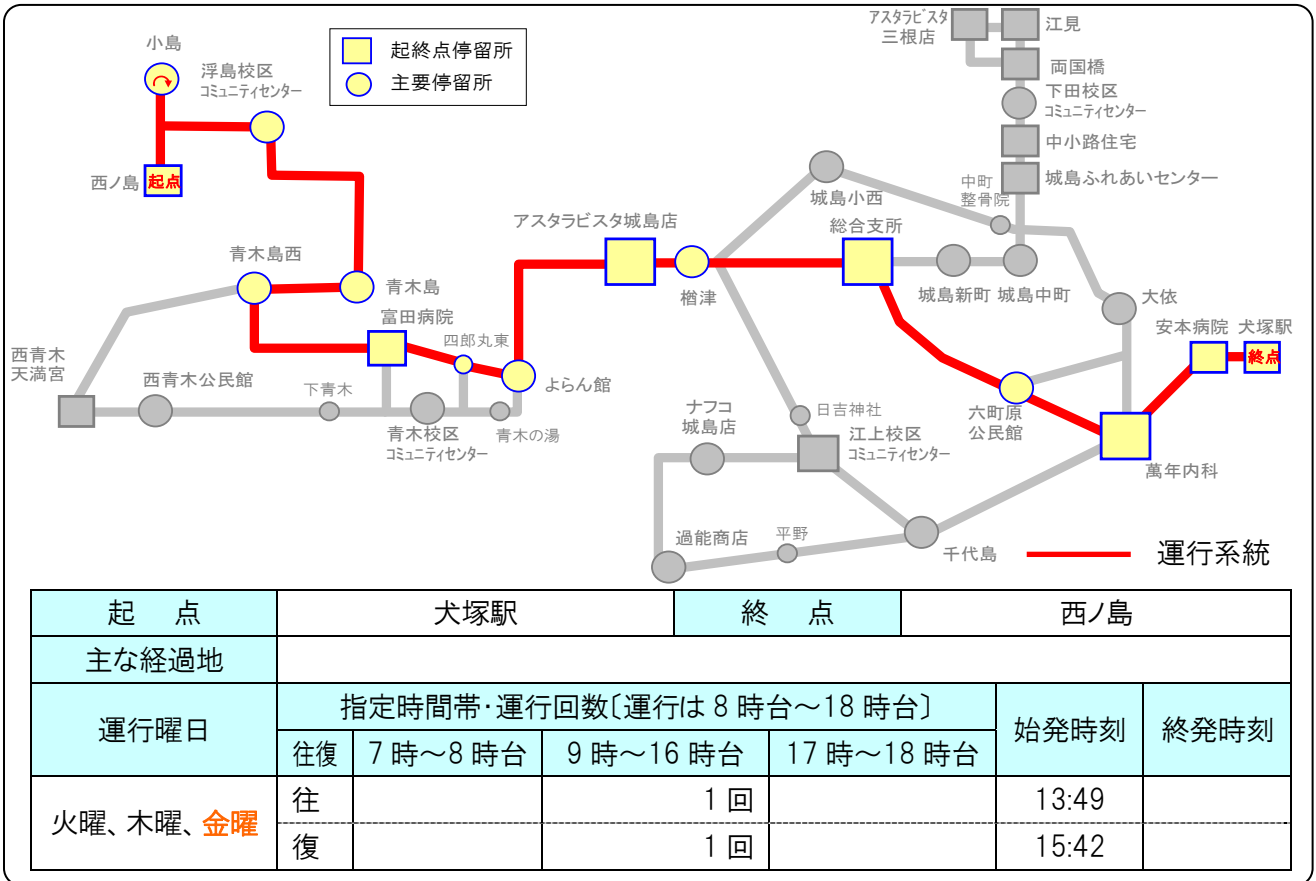 アスタラビスタ
三根店
江見
小島
起終点停留所
主要停留所
浮島校区
コミュニティセンター
両国橋
下田校区
コミュニティセンター
中小路住宅
西ノ島
起点
中町
整骨院
城島ふれあいセンター
城島小西
アスタラビスタ城島店
総合支所
青木島西
青木島
楢津
城島新町
城島中町
大依
富田病院
四郎丸東
安本病院
犬塚駅
終点
西青木
天満宮
西青木公民館
下青木
よらん館
青木校区
コミュニティセンター
青木の湯
ナフコ
城島店
日吉神社
江上校区
コミュニティセンター
六町原
公民館
萬年内科
過能商店
平野
千代島
運行系統
起 点
犬塚駅
終 点
西ノ島
主な経過地
運行曜日
指定時間帯・運行回数〔運行は8時台～18時台〕
始発時刻
終発時刻
往復
7時～8時台
9時～16時台
17時～18時台
火曜、木曜、金曜
往
1回
13:49
復
1回
15:42